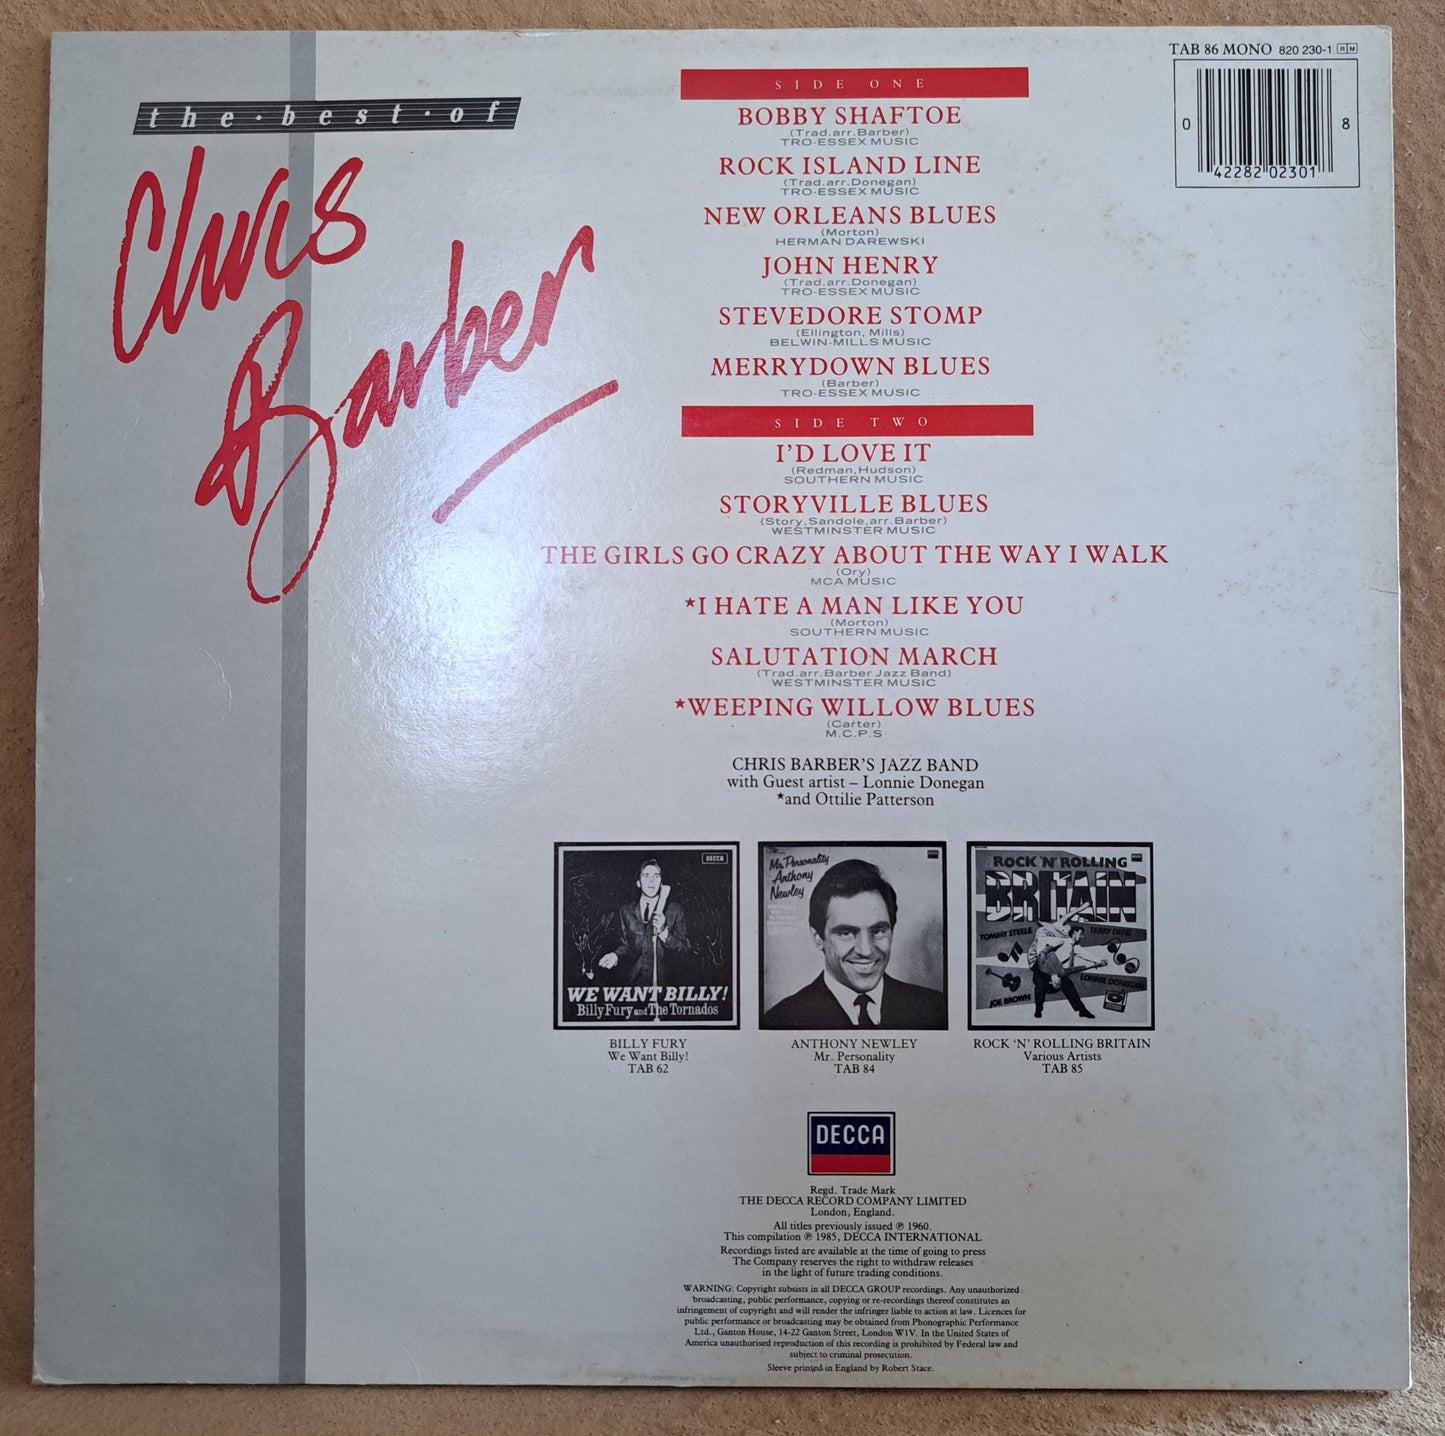 the·best·of
Chris
Barber
TAB 86 MONO 820 230-1 RM
0 42282 02301 8
SIDE ONE
BOBBY SHAFTOE
(Trad.arr.Barber)
TRO-ESSEX MUSIC
ROCK ISLAND LINE
(Trad.arr.Donegan)
TRO-ESSEX MUSIC
NEW ORLEANS BLUES
(Morton)
HERMAN DAREWSKI
JOHN HENRY
(Trad.arr.Donegan)
TRO-ESSEX MUSIC
STEVEDORE STOMP
(Ellington, Mills)
BELWIN-MILLS MUSIC
MERRYDOWN BLUES
(Barber)
TRO-ESSEX MUSIC
SIDE TWO
I'D LOVE IT
(Redman,Hudson)
SOUTHERN MUSIC
STORYVILLE BLUES
(Story,Sandole,arr.Barber)
WESTMINSTER MUSIC
THE GIRLS GO CRAZY ABOUT THE WAY I WALK
(Ory)
MCA MUSIC
★I HATE A MAN LIKE YOU
(Morton)
SOUTHERN MUSIC
SALUTATION MARCH
(Trad.arr.Barber Jazz Band)
WESTMINSTER MUSIC
★WEEPING WILLOW BLUES
(Carter)
M.C.P.S
CHRIS BARBER'S JAZZ BAND
with Guest artist – Lonnie Donegan
★and Ottilie Patterson
DECCA
WE WANT BILLY!
Billy Fury and The Tornados
BILLY FURY
We Want Billy!
TAB 62
Mr. Personality
Anthony
Newley
ANTHONY NEWLEY
Mr. Personality
TAB 84
ROCK 'N' ROLLING
BRITAIN
TOMMY STEELE
TERRY DENE
LONNIE DONEGAN
JOE BROWN
ROCK 'N' ROLLING BRITAIN
Various Artists
TAB 85
DECCA
Regd. Trade Mark
THE DECCA RECORD COMPANY LIMITED
London, England.
All titles previously issued ℗ 1960.
This compilation ℗ 1985, DECCA INTERNATIONAL
Recordings listed are available at the time of going to press
The Company reserves the right to withdraw releases
in the light of future trading conditions.
WARNING: Copyright subsists in all DECCA GROUP recordings. Any unauthorized
broadcasting, public performance, copying or re-recordings thereof constitutes an
infringement of copyright and will render the infringer liable to action at law. Licences for
public performance or broadcasting may be obtained from Phonographic Performance
Ltd., Ganton House, 14-22 Ganton Street, London W1V. In the United States of
America unauthorised reproduction of this recording is prohibited by Federal law and
subject to criminal prosecution.
Sleeve printed in England by Robert Stace.